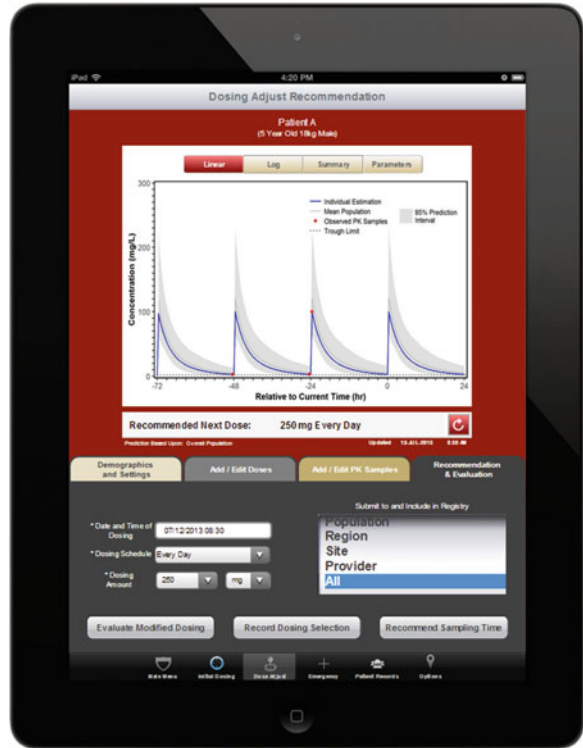 iPad
4:20 PM
Dosing Adjust Recommendation
Patient A
(5 Year Old 18kg Male)
Linear
Log
Summary
Parameters
300
200
100
0
Concentration (mg/L)
Individual Estimation
Mean Population
Observed PK Samples
Trough Limit
95% Prediction
Interval
-72
-48
-24
0
24
Relative to Current Time (hr)
Recommended Next Dose: 250 mg Every Day
Prediction Based Upon: Overall Population
Updated
Demographics
and Settings
Add / Edit Doses
Add / Edit PK Samples
Recommendation
& Evaluation
* Date and Time of
Dosing
07/12/2013 08:30
* Dosing Schedule
Every Day
* Dosing
Amount
250
mg
Submit to and Include in Registry
Population
Region
Site
Provider
All
Evaluate Modified Dosing
Record Dosing Selection
Recommend Sampling Time
Main Menu
Initial Dosing
Dose Adjust
Emergency
Patient Records
Options